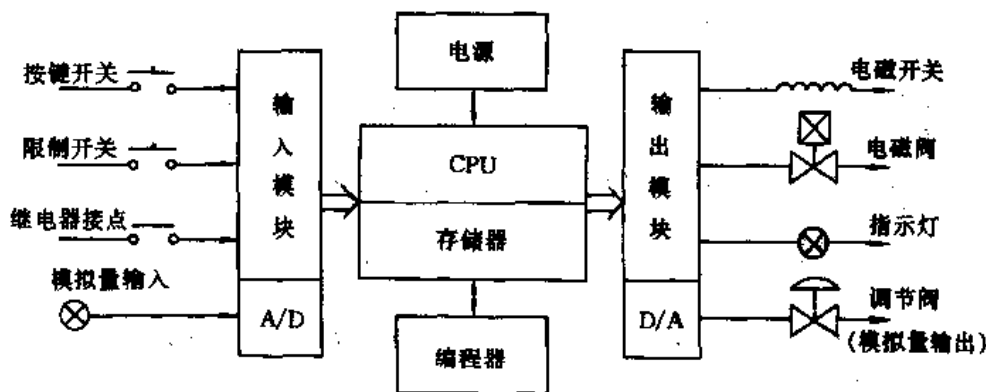 按键开关
限制开关
继电器接点
模拟量输入
输入模块
A/D
电源
CPU
存储器
编程器
输出模块
D/A
电磁开关
电磁阀
指示灯
调节阀
(模拟量输出)